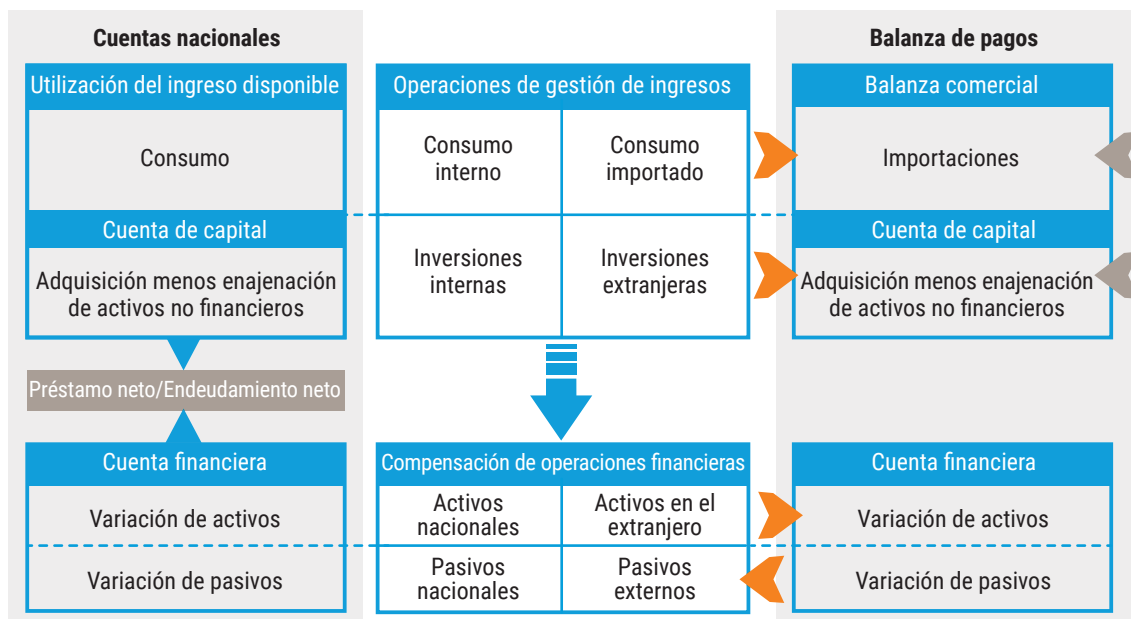 Cuentas nacionales
Utilización del ingreso disponible
Consumo
Cuenta de capital
Adquisición menos enajenación
de activos no financieros
Préstamo neto/Endeudamiento neto
Cuenta financiera
Variación de activos
Variación de pasivos
Operaciones de gestión de ingresos
Consumo
interno
Consumo
importado
Inversiones
internas
Inversiones
extranjeras
Compensación de operaciones financieras
Activos
nacionales
Activos en el
extranjero
Pasivos
nacionales
Pasivos
externos
Balanza de pagos
Balanza comercial
Importaciones
Cuenta de capital
Adquisición menos enajenación
de activos no financieros
Cuenta financiera
Variación de activos
Variación de pasivos